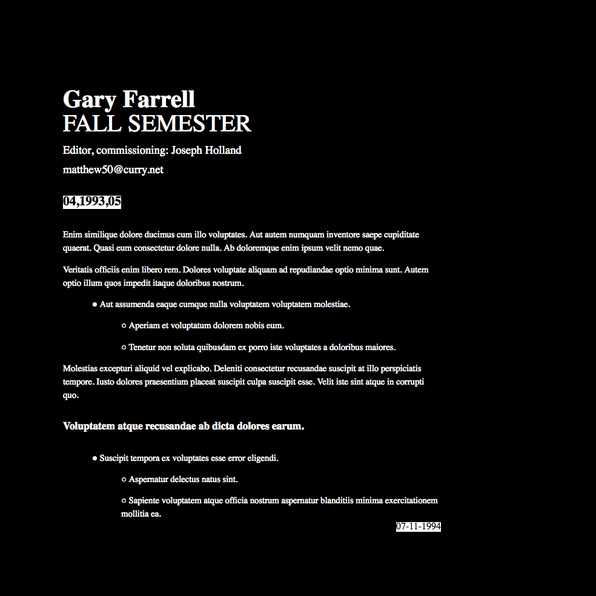 Gary Farrell
FALL SEMESTER
Editor, commissioning: Joseph Holland
matthew50@curry.net
04,1993,05
Enim similique dolore ducimus cum illo voluptates. Aut autem numquam inventore saepe cupiditate
quaerat. Quasi eum consectetur dolore nulla. Ab doloremque enim ipsum velit nemo quae.
Veritatis officiis enim libero rem. Dolores voluptate aliquam ad repudiandae optio minima sunt. Autem
optio illum quos impedit itaque doloribus nostrum.
● Aut assumenda eaque cumque nulla voluptatem voluptatem molestiae.
○ Aperiam et voluptatum dolorem nobis eum.
○ Tenetur non soluta quibusdam ex porro iste voluptates a doloribus maiores.
Molestias excepturi aliquid vel explicabo. Deleniti consectetur recusandae suscipit at illo perspiciatis
tempore. Iusto dolores praesentium placeat suscipit culpa suscipit esse. Velit iste sint atque in corrupti
quo.
Voluptatem atque recusandae ab dicta dolores earum.
● Suscipit tempora ex voluptates esse error eligendi.
○ Aspernatur delectus natus sint.
○ Sapiente voluptatem atque officia nostrum aspernatur blanditiis minima exercitationem
mollitia ea.
07-11-1994